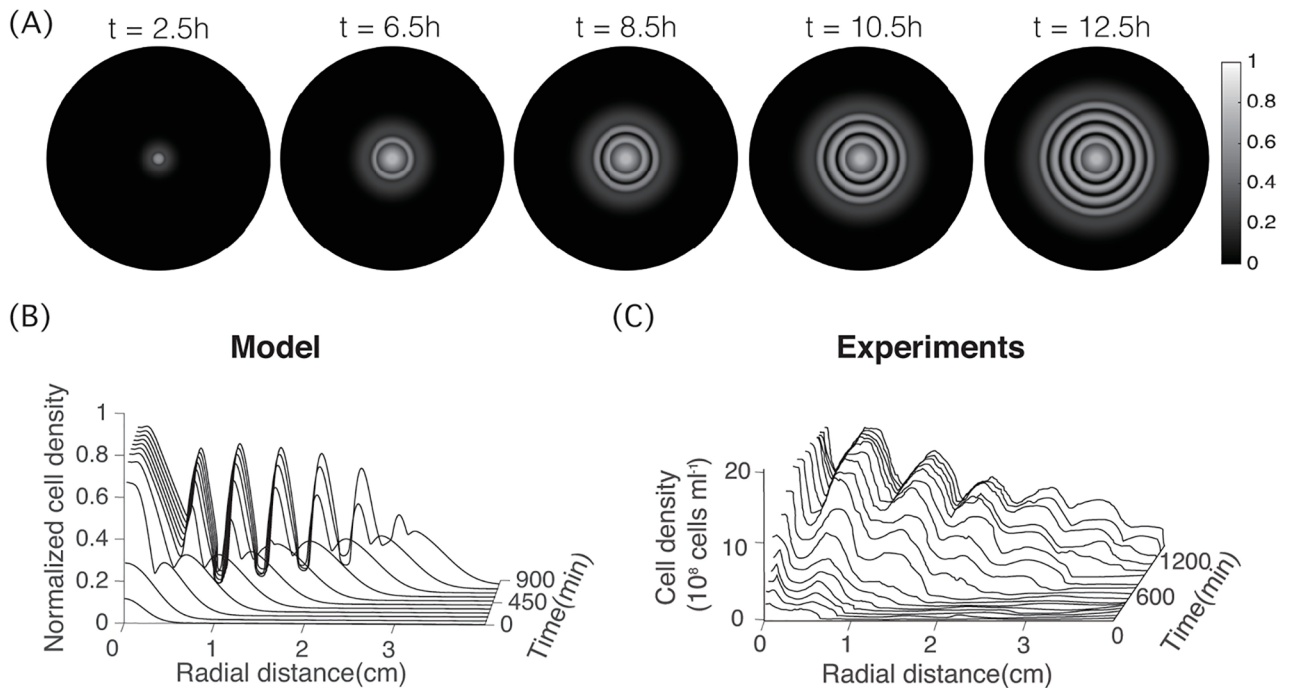 (A)
t = 2.5h t = 6.5h t = 8.5h t = 10.5h t = 12.5h
1
0.8
0.6
0.4
0.2
0
(B)
Model
Normalized cell density
1
0.8
0.6
0.4
0.2
0
0 1 2 3
Radial distance(cm)
900
450
0
Time(min)
(C)
Experiments
Cell density
(10⁸ cells ml⁻¹)
20
10
0
0 1 2 3
Radial distance(cm)
1200
600
0
Time(min)